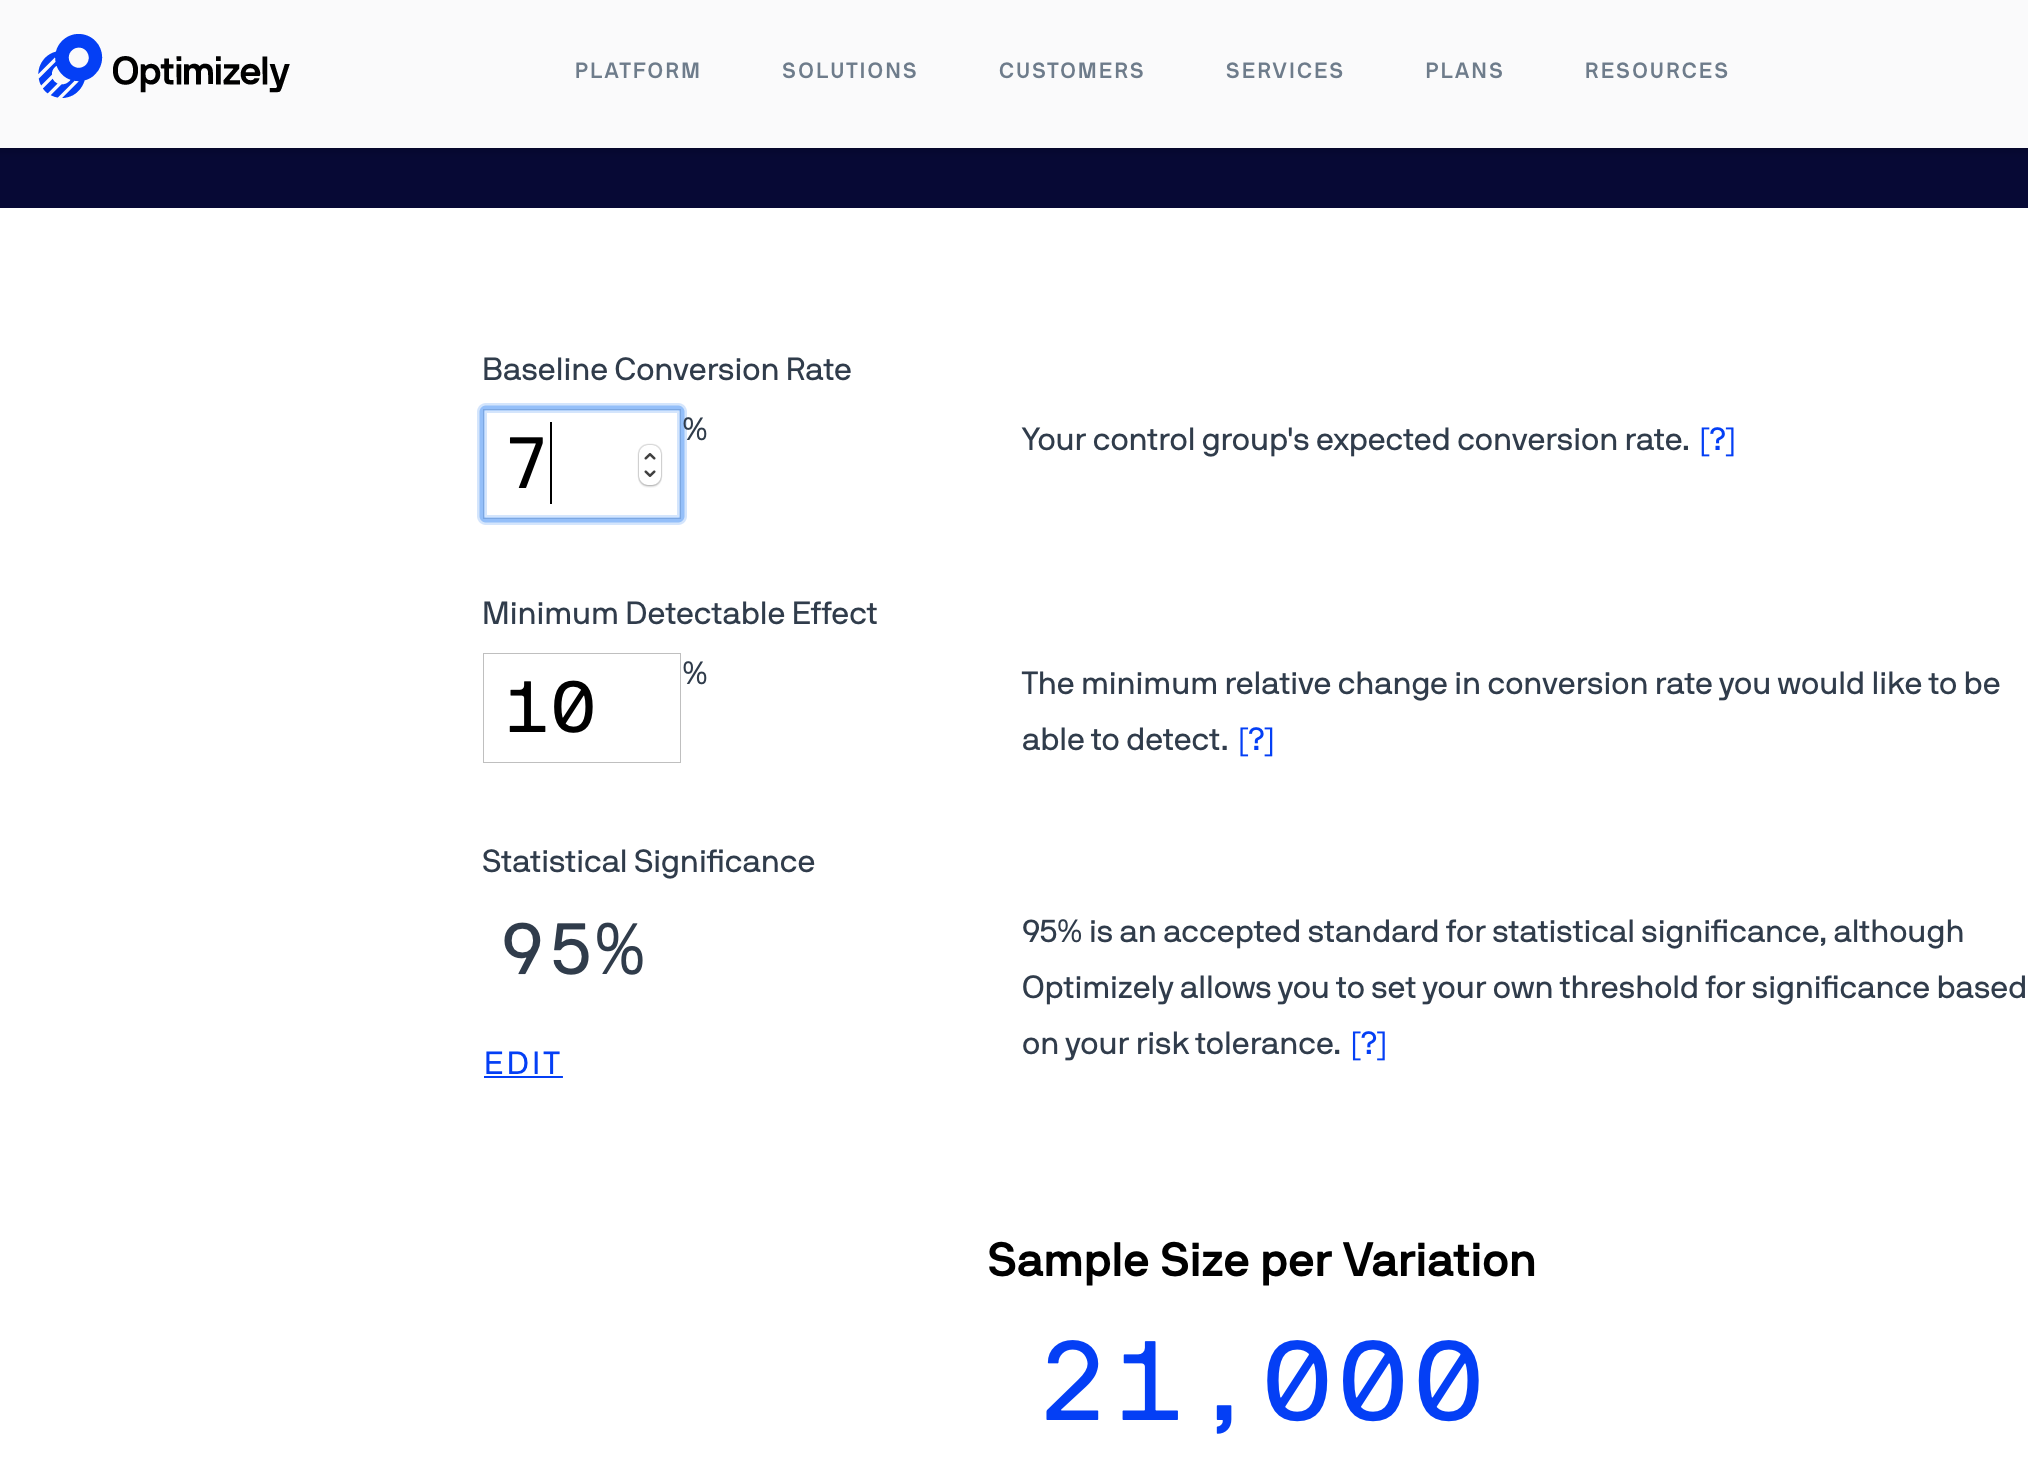 Optimizely
PLATFORM SOLUTIONS CUSTOMERS SERVICES PLANS RESOURCES
Baseline Conversion Rate
7 %
Your control group's expected conversion rate. [?]
Minimum Detectable Effect
10 %
The minimum relative change in conversion rate you would like to be
able to detect. [?]
Statistical Significance
95%
EDIT
95% is an accepted standard for statistical significance, although
Optimizely allows you to set your own threshold for significance based
on your risk tolerance. [?]
Sample Size per Variation
21,000